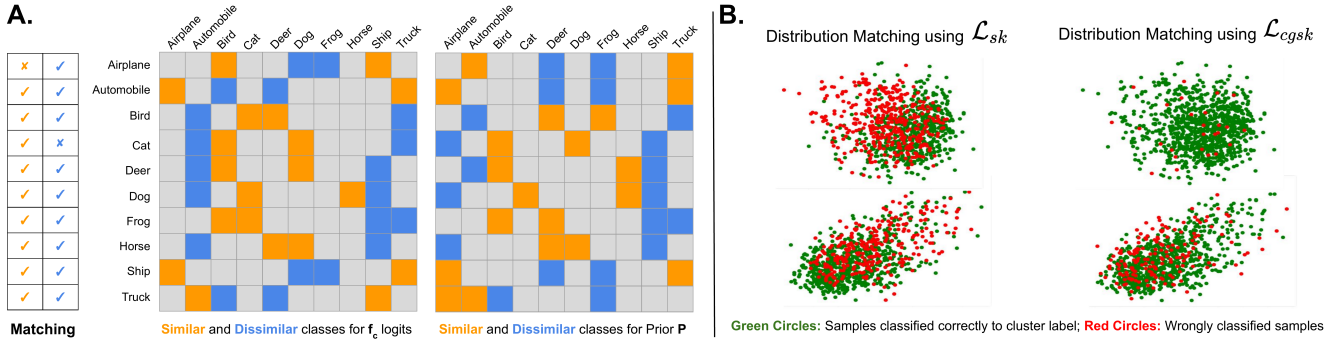 A.
Airplane Automobile Bird Cat Deer Dog Frog Horse Ship Truck
Airplane Automobile Bird Cat Deer Dog Frog Horse Ship Truck
✘ ✓ Airplane
✓ ✓ Automobile
✓ ✓ Bird
✓ ✘ Cat
✓ ✓ Deer
✓ ✓ Dog
✓ ✓ Frog
✓ ✓ Horse
✓ ✓ Ship
✓ ✓ Truck
Matching
Similar and Dissimilar classes for f_c logits
Similar and Dissimilar classes for Prior P
B.
Distribution Matching using ℒ_sk
Distribution Matching using ℒ_cgsk
Green Circles: Samples classified correctly to cluster label; Red Circles: Wrongly classified samples